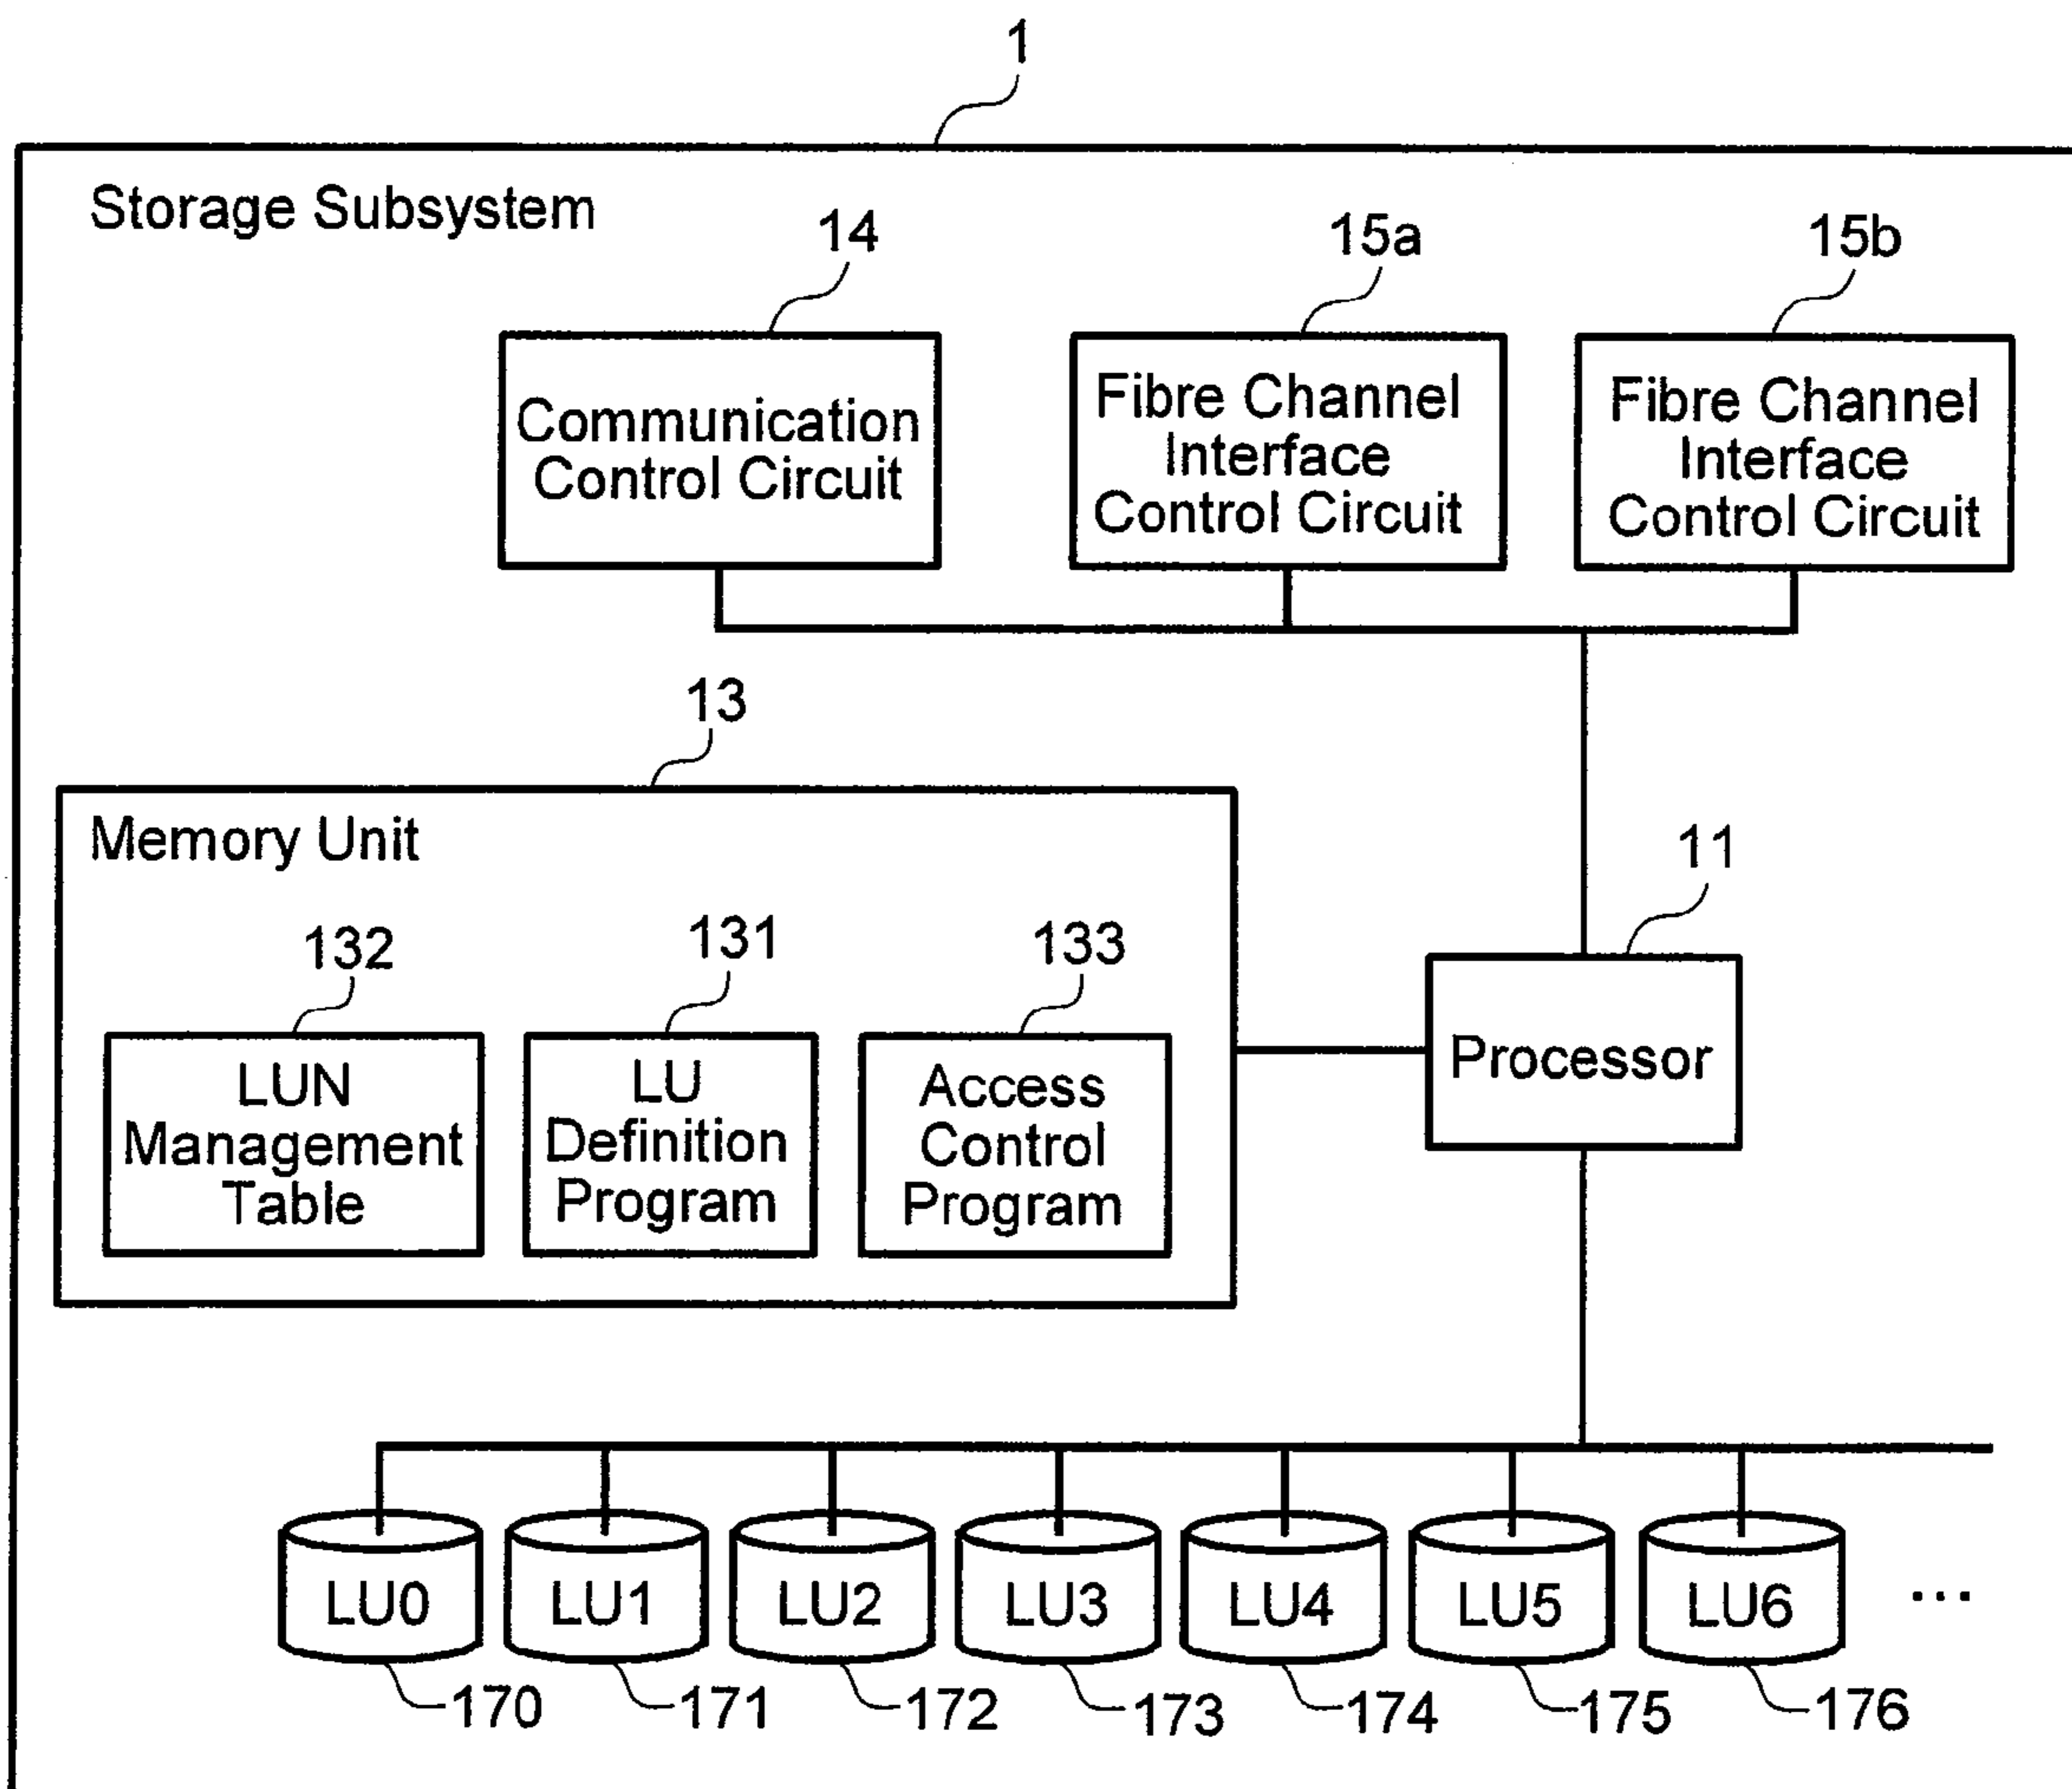 1
Storage Subsystem
14
15a
15b
Communication
Control Circuit
Fibre Channel
Interface
Control Circuit
Fibre Channel
Interface
Control Circuit
13
Memory Unit
11
132
131
133
LUN
Management
Table
LU
Definition
Program
Access
Control
Program
Processor
LU0
LU1
LU2
LU3
LU4
LU5
LU6
...
170
171
172
173
174
175
176